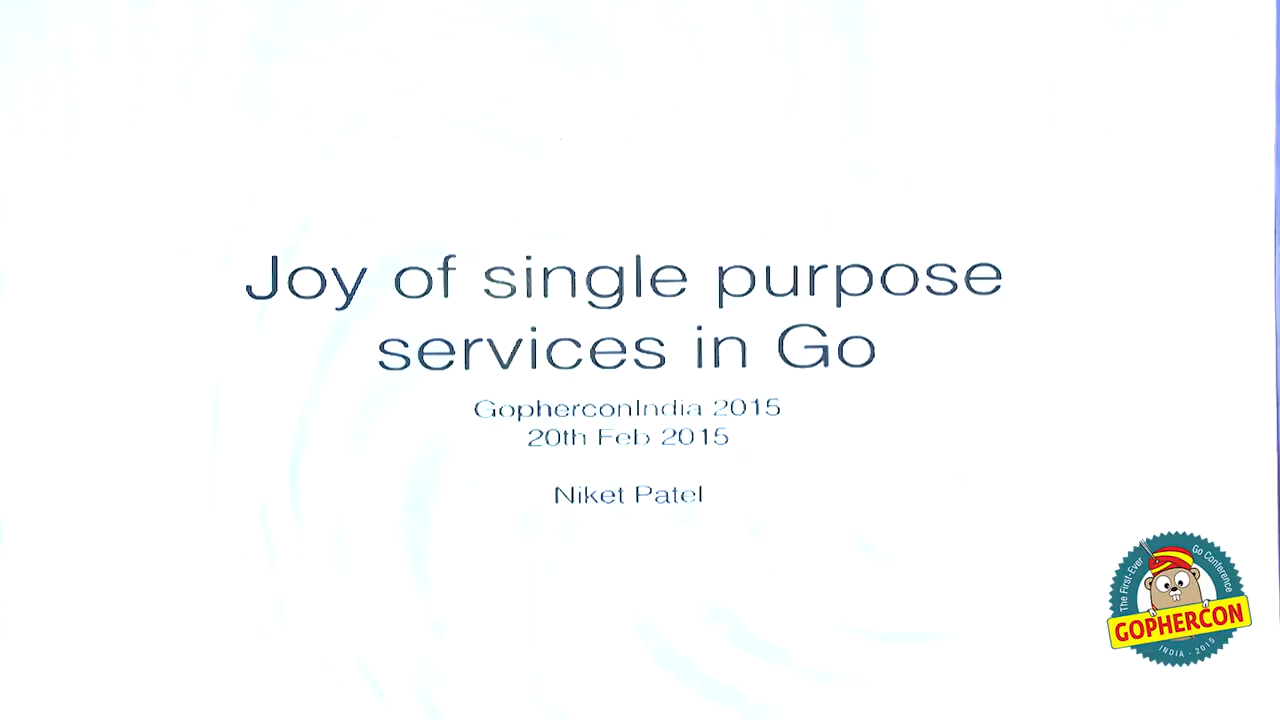 Joy of single purpose
services in Go
GopherconIndia 2015
20th Feb 2015
Niket Patel
The First-Ever
Go Conference
GOPHERCON
INDIA - 2015